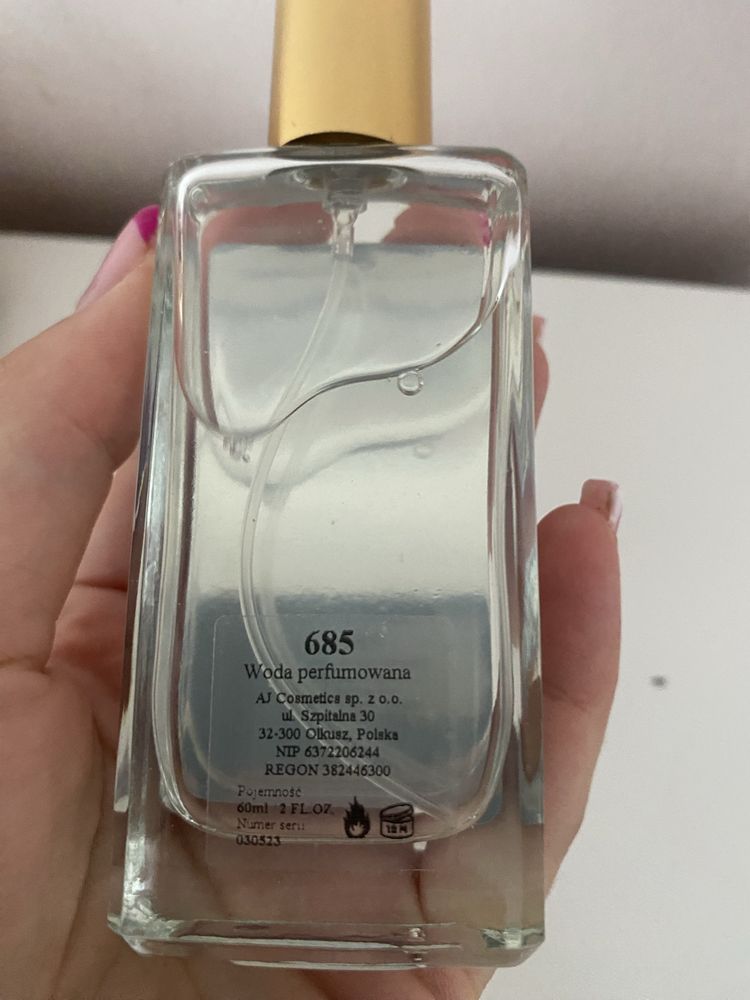 685
Woda perfumowana
AJ Cosmetics sp. z o.o.
ul. Szpitalna 30
32-300 Olkusz, Polska
NIP 6372206244
REGON 382446300
Pojemność
60ml 2 FL.OZ.
Numer serii
030523
12 M